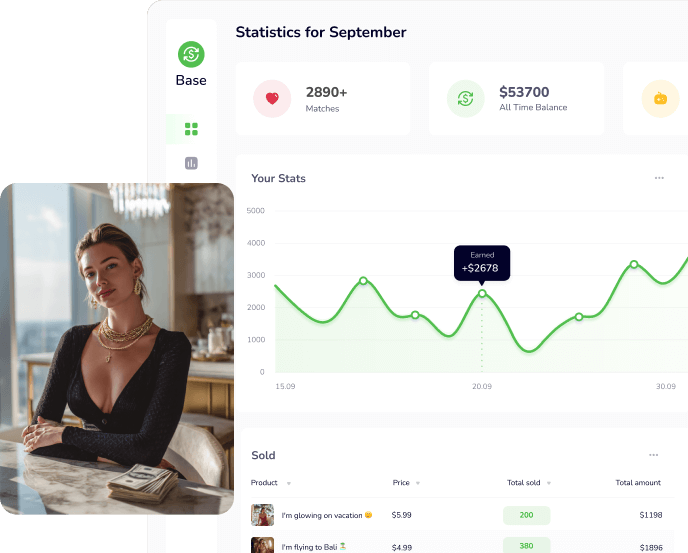 Statistics for September
Base
2890+
Matches
$53700
All Time Balance
Your Stats
5000
4000
3000
2000
1000
0
Earned
+$2678
15.09
20.09
30.09
Sold
Product
Price
Total sold
Total amount
I'm glowing on vacation
$5.99
200
$1198
I'm flying to Bali
$4.99
380
$1896